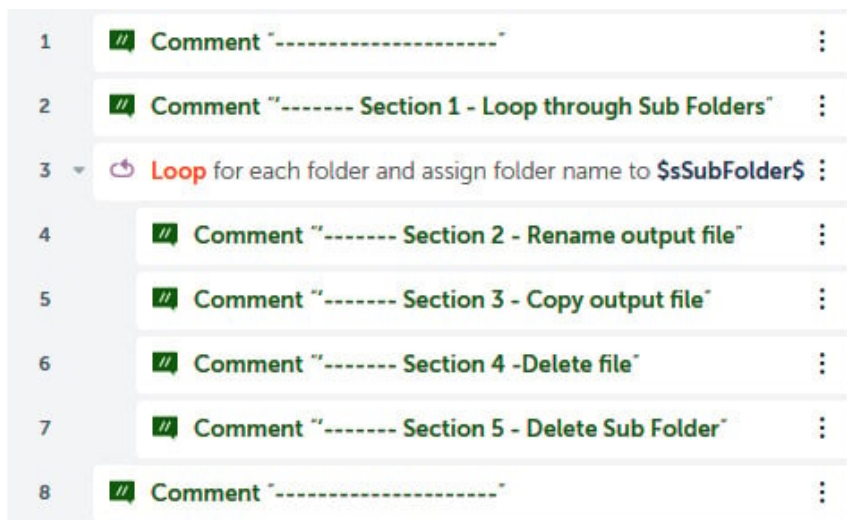 1 // Comment "---------------------"
2 // Comment "'------- Section 1 - Loop through Sub Folders"
3 Loop for each folder and assign folder name to $sSubFolder$
4 // Comment "'------- Section 2 - Rename output file"
5 // Comment "'------- Section 3 - Copy output file"
6 // Comment "'------- Section 4 -Delete file"
7 // Comment "'------- Section 5 - Delete Sub Folder"
8 // Comment "---------------------"